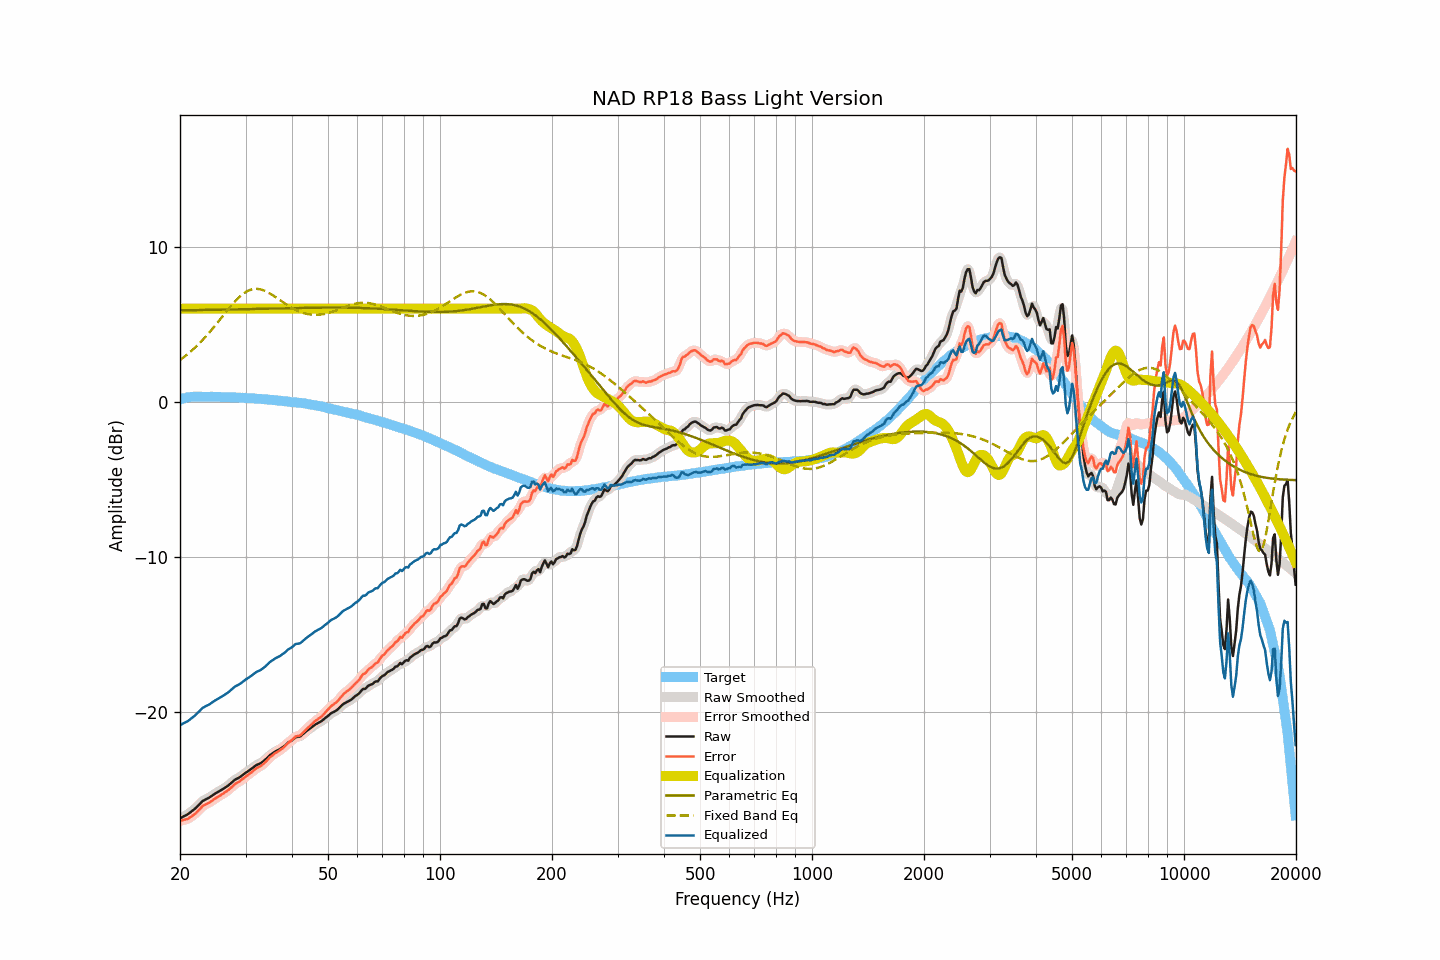 NAD RP18 Bass Light Version
Amplitude (dBr)
10
0
−10
−20
Target
Raw Smoothed
Error Smoothed
Raw
Error
Equalization
Parametric Eq
Fixed Band Eq
Equalized
20 50 100 200 500 1000 2000 5000 10000 20000
Frequency (Hz)